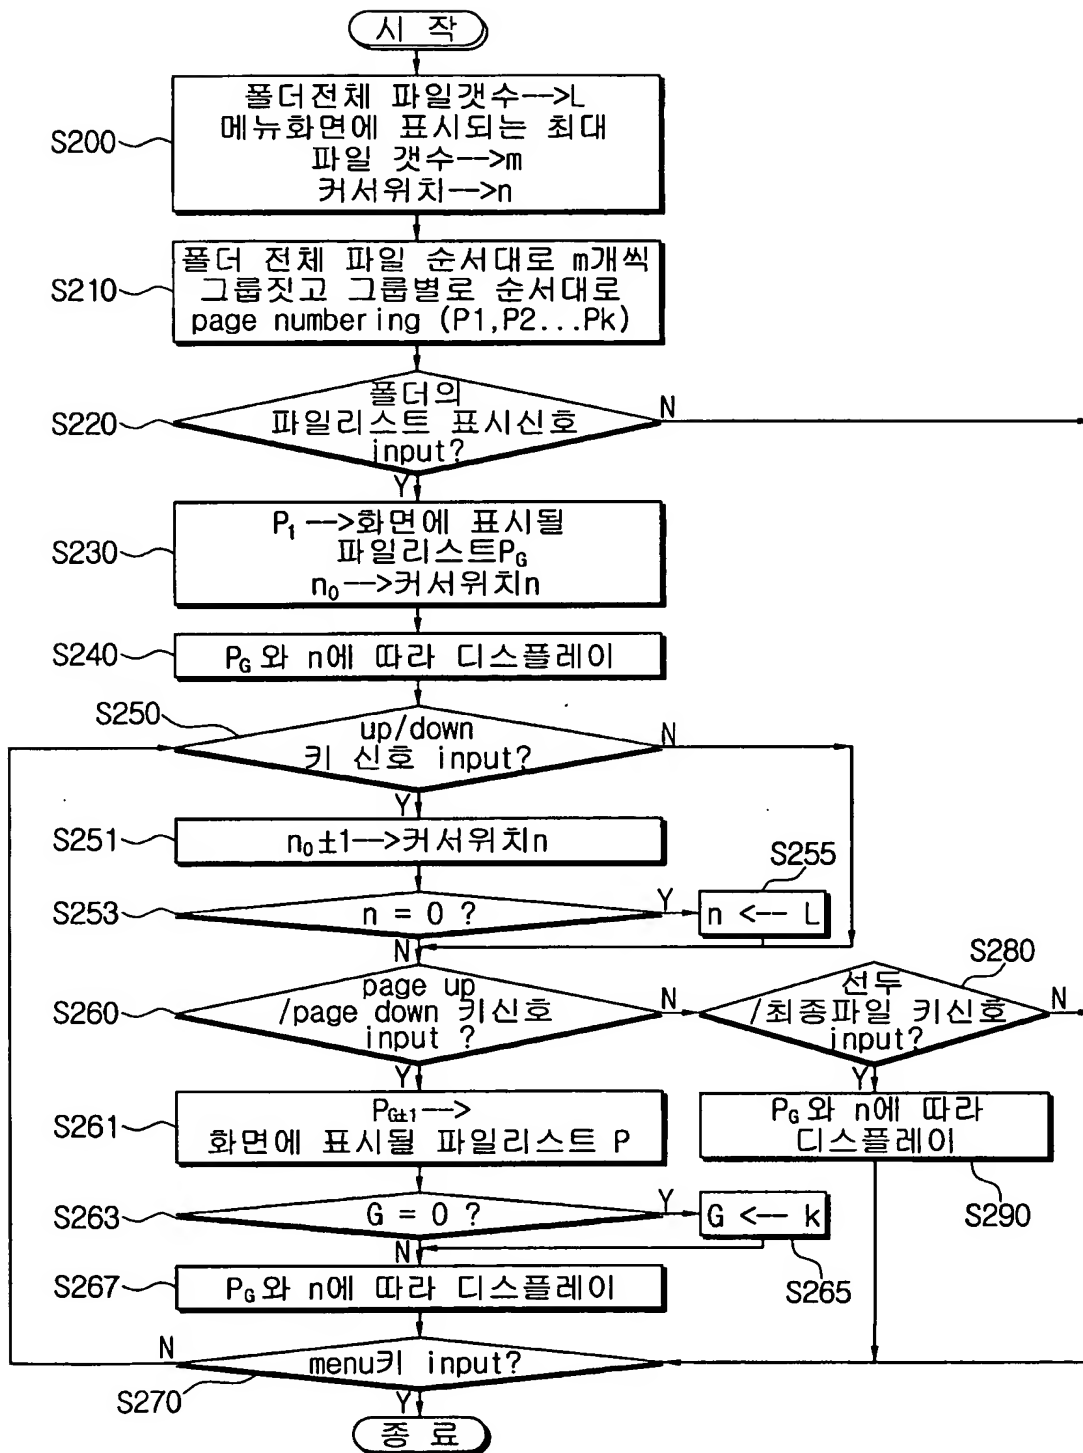 시 작
폴더전체 파일갯수-->L
메뉴화면에 표시되는 최대
파일 갯수-->m
커서위치-->n
S200
폴더 전체 파일 순서대로 m개씩
그룹짓고 그룹별로 순서대로
page numbering (P1,P2...Pk)
S210
폴더의
파일리스트 표시신호
input?
S220
N
Y
P₁-->화면에 표시될
파일리스트P_G
n₀-->커서위치n
S230
S240
P_G와 n에 따라 디스플레이
S250
up/down
키 신호 input?
N
Y
S251
n₀±1-->커서위치n
S255
S253
n = 0 ?
Y
n <-- L
N
S280
page up
/page down 키신호
input ?
S260
N
선두
/최종파일 키신호
input?
N
Y
Y
S261
P_G±1-->
화면에 표시될 파일리스트 P
P_G와 n에 따라
디스플레이
S290
S263
G = 0 ?
Y
G <-- k
N
S265
S267
P_G와 n에 따라 디스플레이
N
menu키 input?
S270
Y
종 료